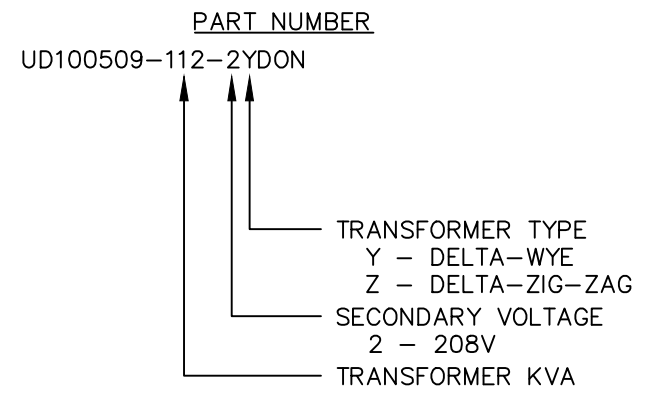 PART NUMBER
UD100509-112-2YDON
TRANSFORMER TYPE
Y - DELTA-WYE
Z - DELTA-ZIG-ZAG
SECONDARY VOLTAGE
2 - 208V
TRANSFORMER KVA